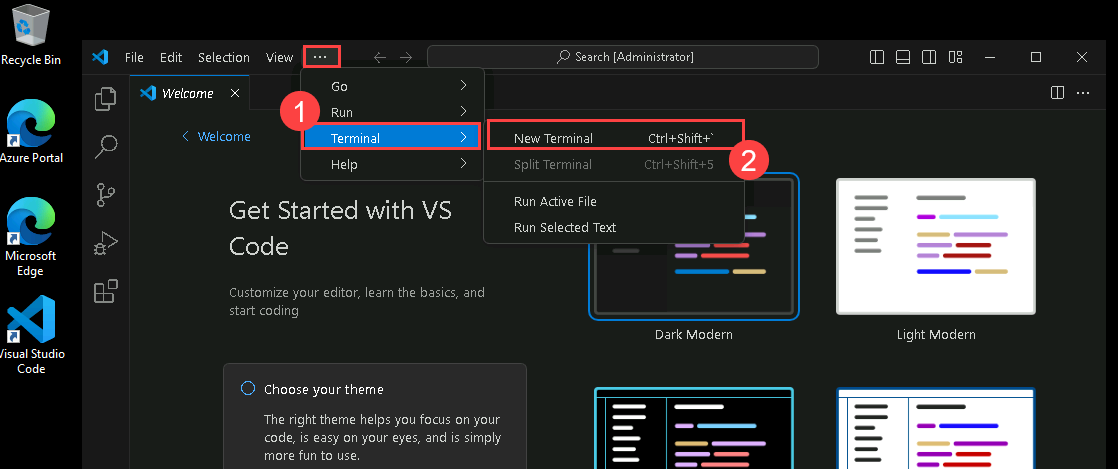 Recycle Bin
Azure Portal
Microsoft
Edge
Visual Studio
Code
File Edit Selection View ··· Search [Administrator]
Welcome
Welcome
1
Go
Run
Terminal
Help
New Terminal Ctrl+Shift+`
Split Terminal Ctrl+Shift+5
2
Run Active File
Run Selected Text
Get Started with VS
Code
Customize your editor, learn the basics, and
start coding
Choose your theme
The right theme helps you focus on your
code, is easy on your eyes, and is simply
more fun to use.
Dark Modern
Light Modern